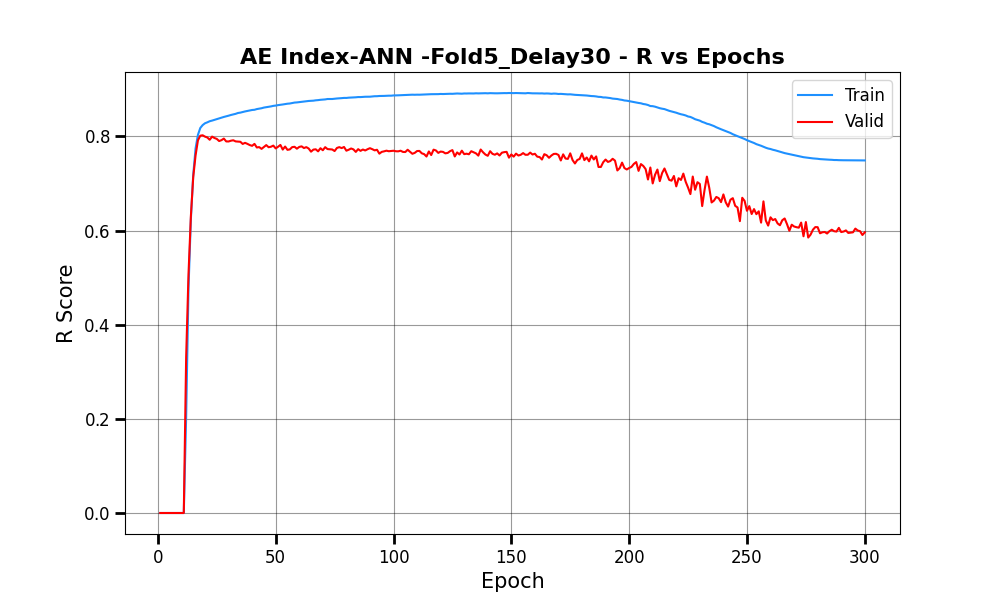 AE Index-ANN -Fold5_Delay30 - R vs Epochs
Train
Valid
R Score
0.8
0.6
0.4
0.2
0.0
0 50 100 150 200 250 300
Epoch